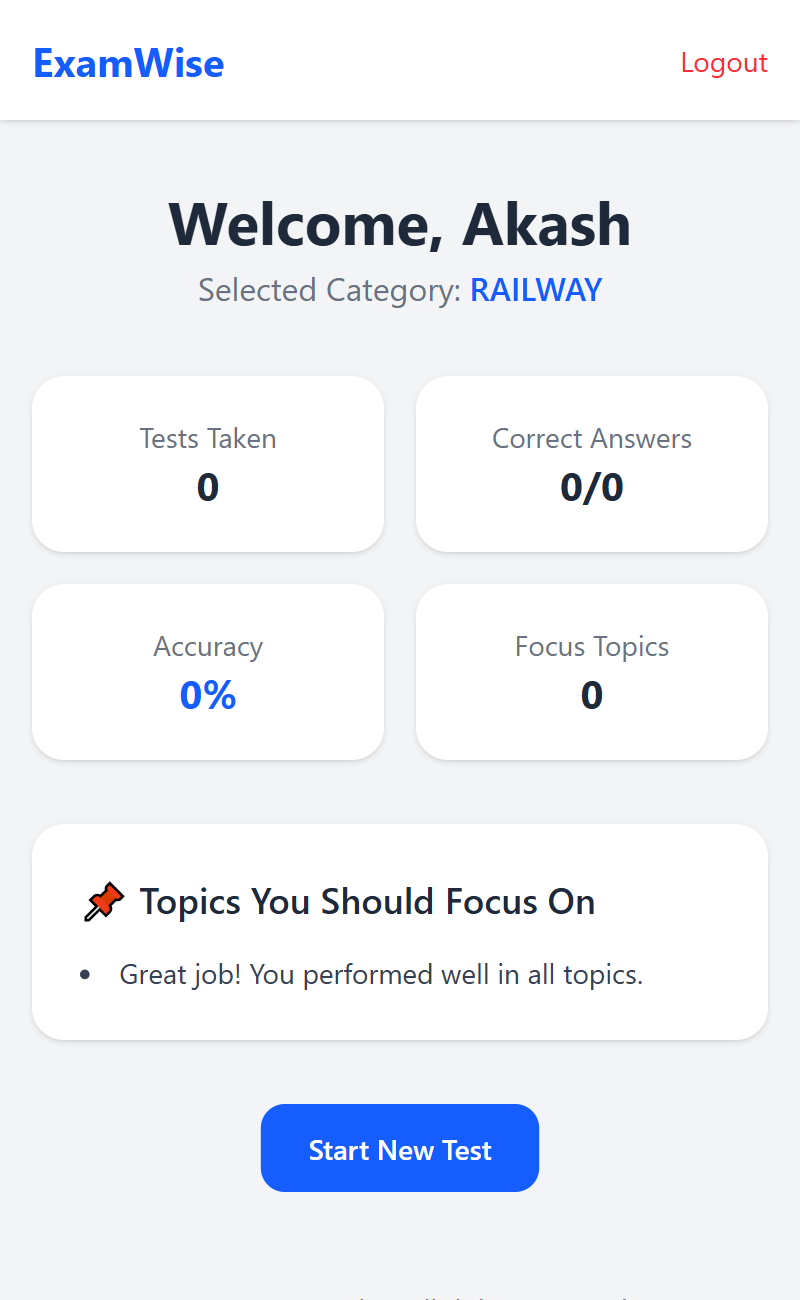 ExamWise
Logout
Welcome, Akash
Selected Category: RAILWAY
Tests Taken
0
Correct Answers
0/0
Accuracy
0%
Focus Topics
0
📌 Topics You Should Focus On
• Great job! You performed well in all topics.
Start New Test